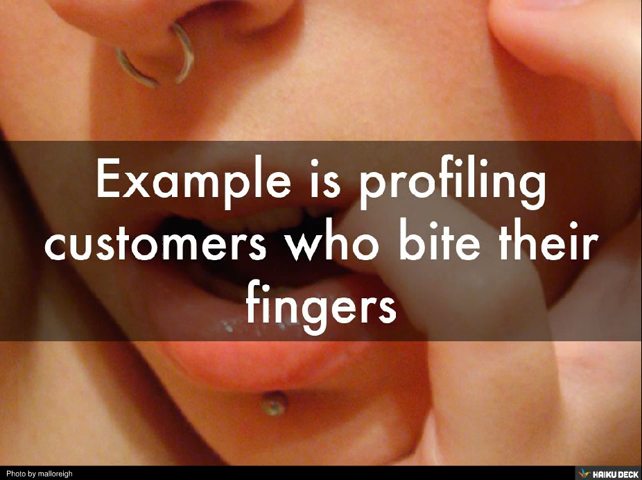 Example is profiling
customers who bite their
fingers
Photo by malloreigh
HAIKU DECK